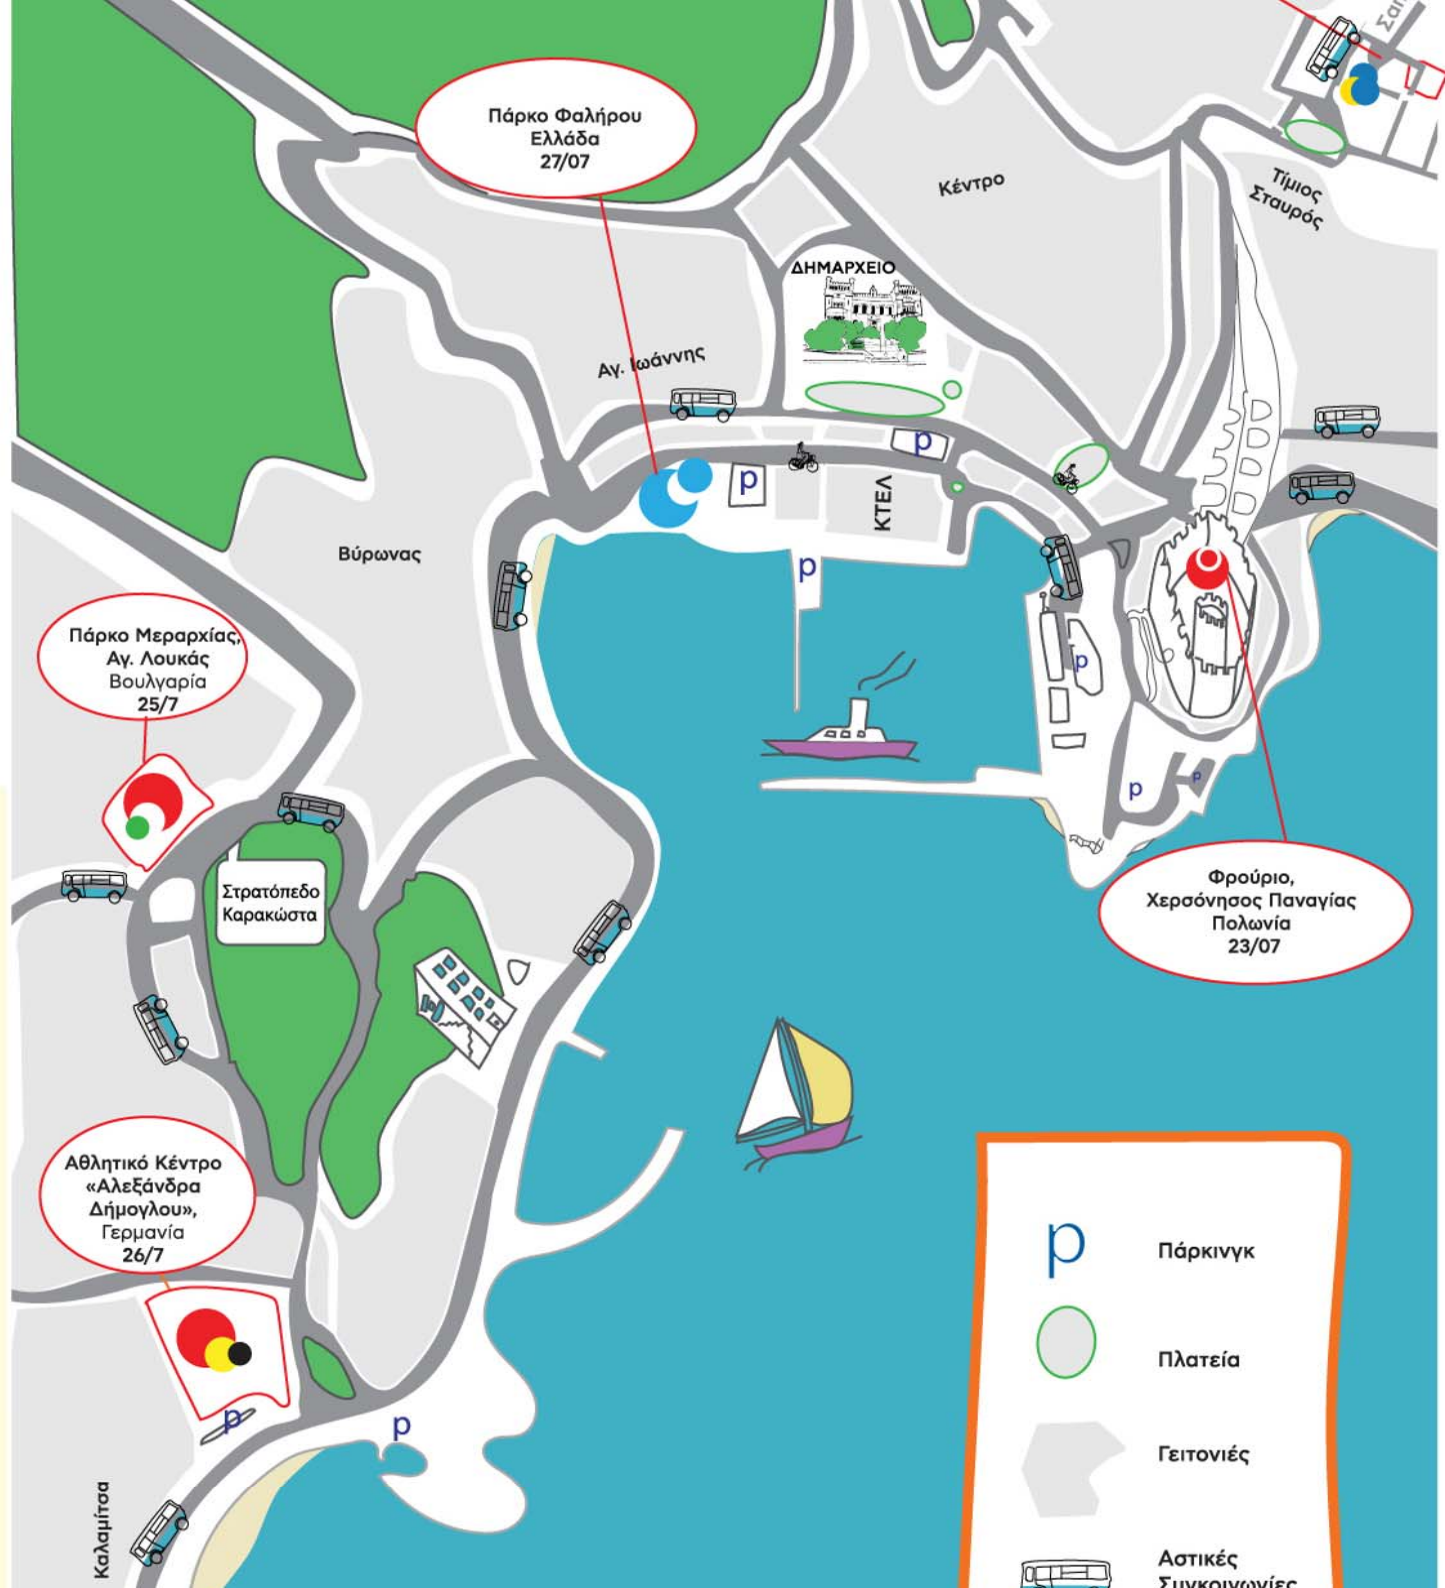 Πάρκο Φαλήρου
Ελλάδα
27/07
Κέντρο
Τίμιος
Σταυρός
ΔΗΜΑΡΧΕΙΟ
Αγ. Ιωάννης
p
p
ΚΤΕΛ
p
Βύρωνας
Πάρκο Μεραρχίας,
Αγ. Λουκάς
Βουλγαρία
25/7
p
p
p
Στρατόπεδο
Καρακώστα
Φρούριο,
Χερσόνησος Παναγίας
Πολωνία
23/07
Αθλητικό Κέντρο
«Αλεξάνδρα
Δήμογλου»,
Γερμανία
26/7
p
p
Καλαμίτσα
p Πάρκινγκ
Πλατεία
Γειτονιές
Αστικές
Συγκοινωνίες